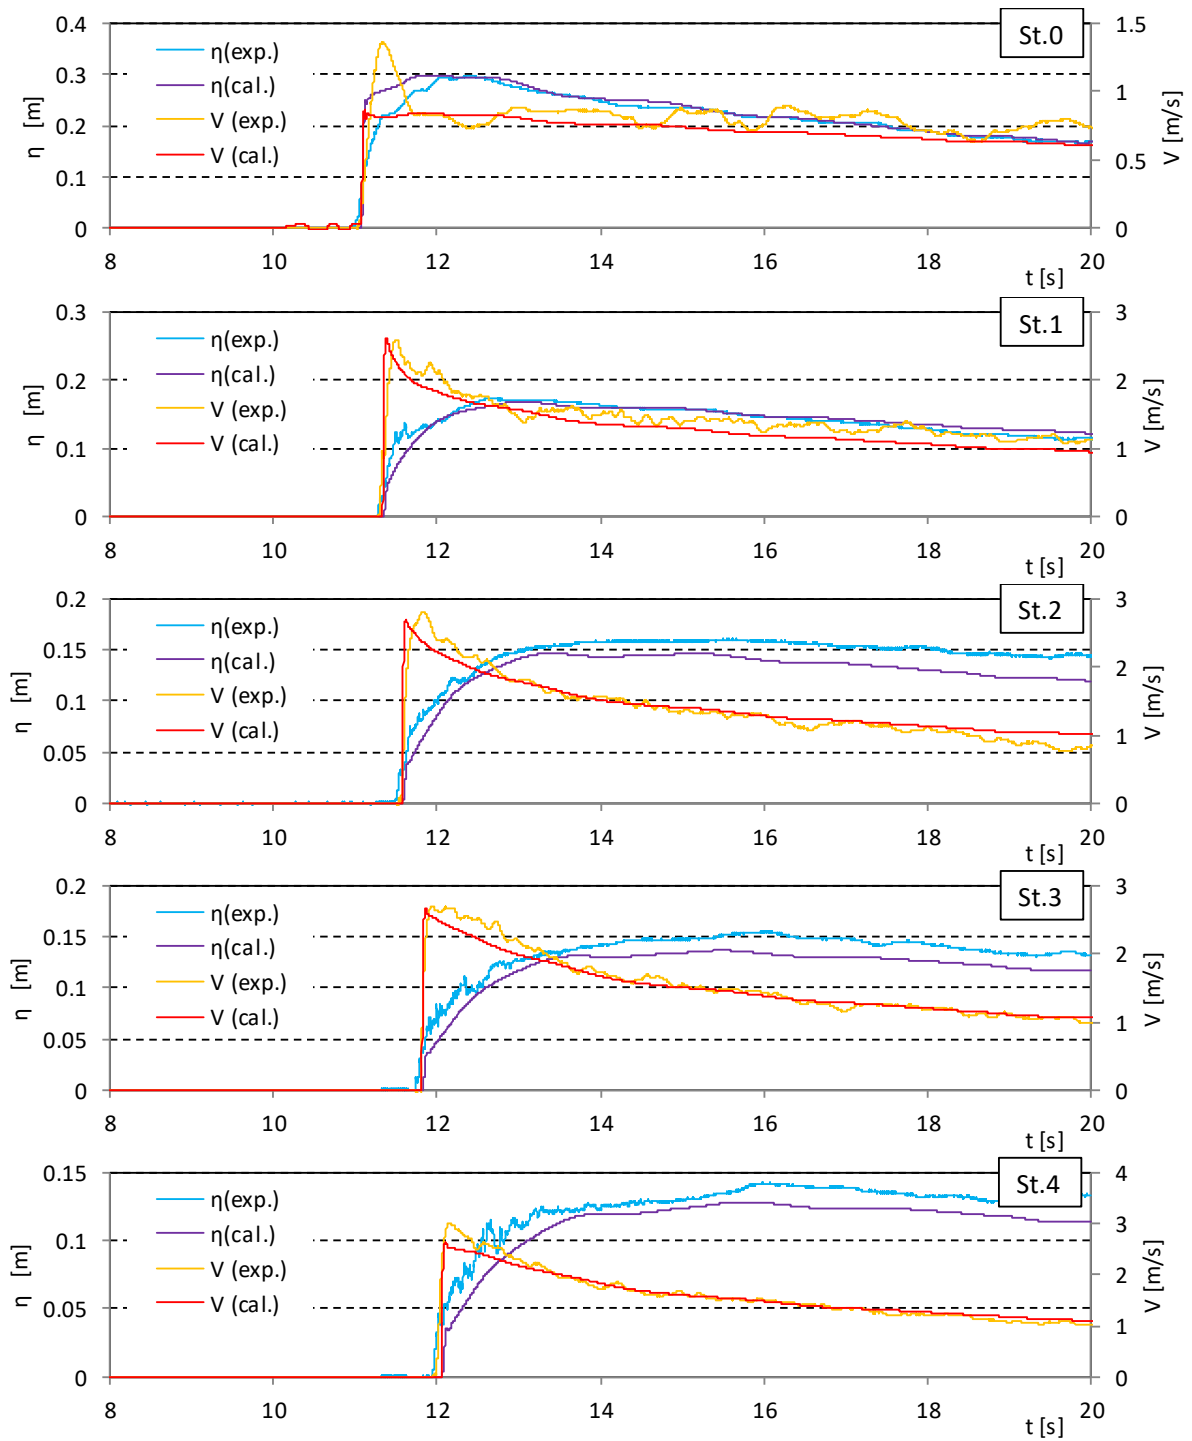 St.0
0.4 1.5
η(exp.)
0.3 η(cal.) 1
η [m] 0.2 V (exp.) V [m/s]
V (cal.) 0.5
0.1
0 0
8 10 12 14 16 18 20
t [s]
St.1
0.3 3
η(exp.)
0.2 η(cal.) 2
η [m] V (exp.) V [m/s]
0.1 V (cal.) 1
0 0
8 10 12 14 16 18 20
t [s]
St.2
0.2 3
η(exp.)
0.15 η(cal.) 2
η [m] 0.1 V (exp.) V [m/s]
V (cal.) 1
0.05
0 0
8 10 12 14 16 18 20
t [s]
St.3
0.2 3
η(exp.)
0.15 η(cal.) 2
η [m] 0.1 V (exp.) V [m/s]
V (cal.) 1
0.05
0 0
8 10 12 14 16 18 20
t [s]
St.4
0.15 4
η(exp.)
η(cal.) 3
η [m] 0.1 V (exp.) 2 V [m/s]
0.05 V (cal.) 1
0 0
8 10 12 14 16 18 20
t [s]